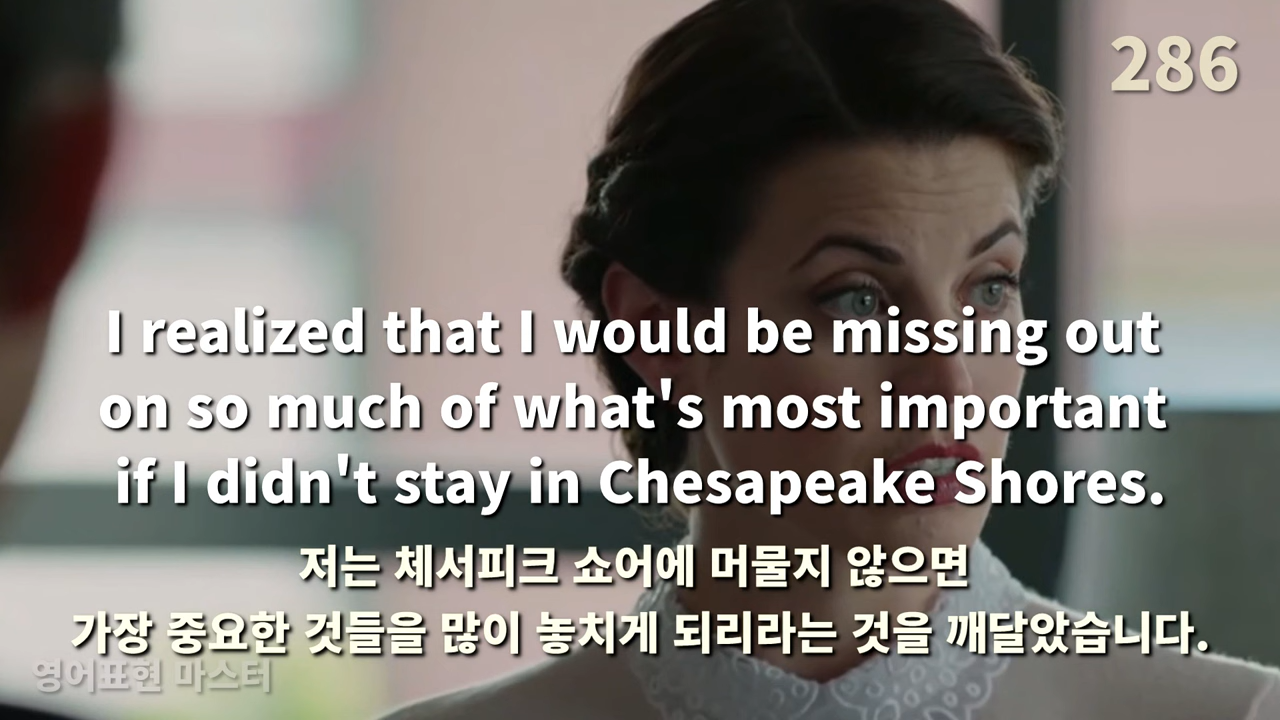 286
I realized that I would be missing out
on so much of what's most important
if I didn't stay in Chesapeake Shores.
저는 체서피크 쇼어에 머물지 않으면
가장 중요한 것들을 많이 놓치게 되리라는 것을 깨달았습니다.
영어표현 마스터